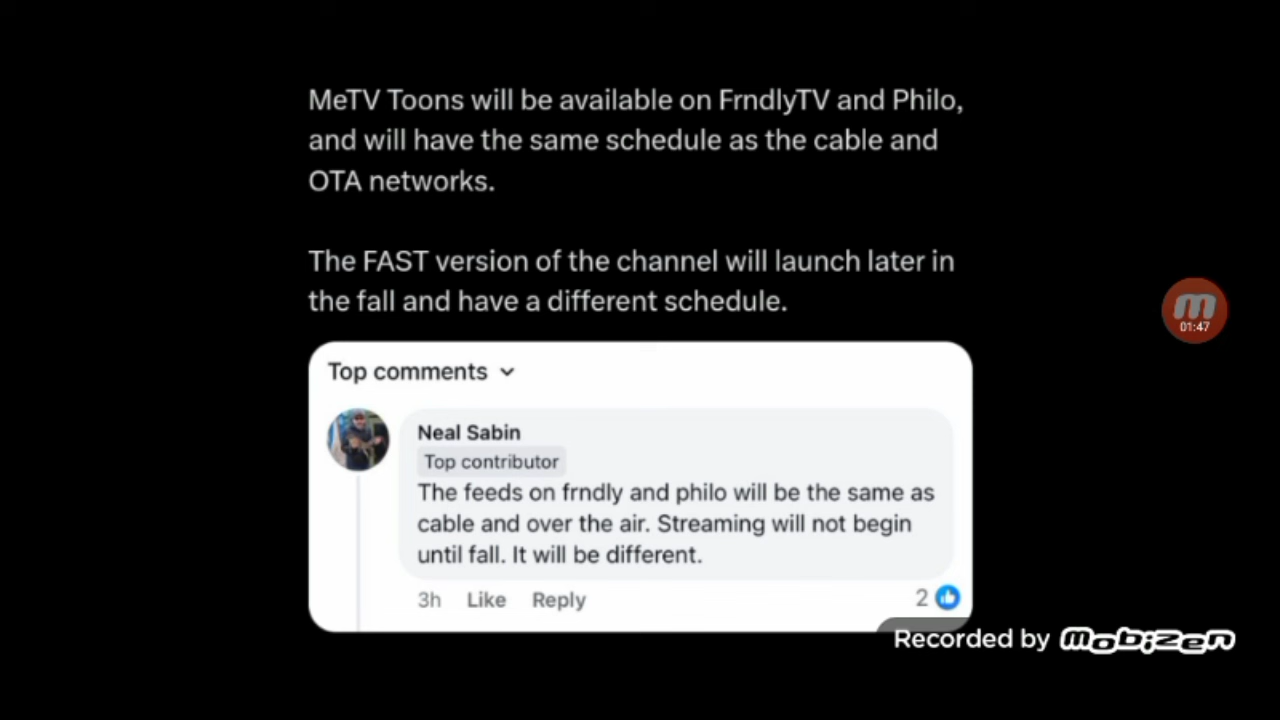 MeTV Toons will be available on FrndlyTV and Philo,
and will have the same schedule as the cable and
OTA networks.
The FAST version of the channel will launch later in
the fall and have a different schedule.
m
01:47
Top comments
Neal Sabin
Top contributor
The feeds on frndly and philo will be the same as
cable and over the air. Streaming will not begin
until fall. It will be different.
3h Like Reply 2
Recorded by mobizen